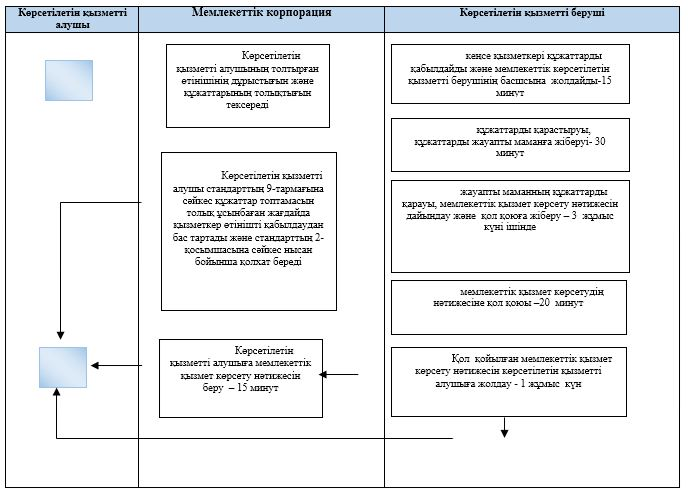 Көрсетілетін қызметті
алушы
Мемлекеттік корпорация
Көрсетілетін қызметті беруші
Көрсетілетін
қызметті алушының толтырған
өтінішінің дұрыстығын және
құжаттарының толықтығын
тексереді
Көрсетілетін қызметті
алушы стандарттың 9-тармағына
сәйкес құжаттар топтамасын
толық ұсынбаған жағдайда
қызметкер өтінішті қабылдаудан
бас тартады және стандарттың 2-
қосымшасына сәйкес нысан
бойынша қолхат береді
Көрсетілетін
қызметті алушыға мемлекеттік
қызмет көрсету нәтижесін
беру – 15 минут
кеңсе қызметкері құжаттарды
қабылдайды және мемлекеттік көрсетілетін
қызметті берушінің басшсына жолдайды-15
минут
құжаттарды қарастыруы,
құжаттарды жауапты маманға жіберуі- 30
минут
жауапты маманның құжаттарды
қарауы, мемлекеттік қызмет көрсету нәтижесін
дайындау және қол қоюға жіберу – 3 жұмыс
күні ішінде
мемлекеттік қызмет көрсетудің
нәтижесіне қол қоюы –20 минут
Қол қойылған мемлекеттік қызмет
көрсету нәтижесін көрсетілетін қызметті
алушыға жолдау - 1 жұмыс күн